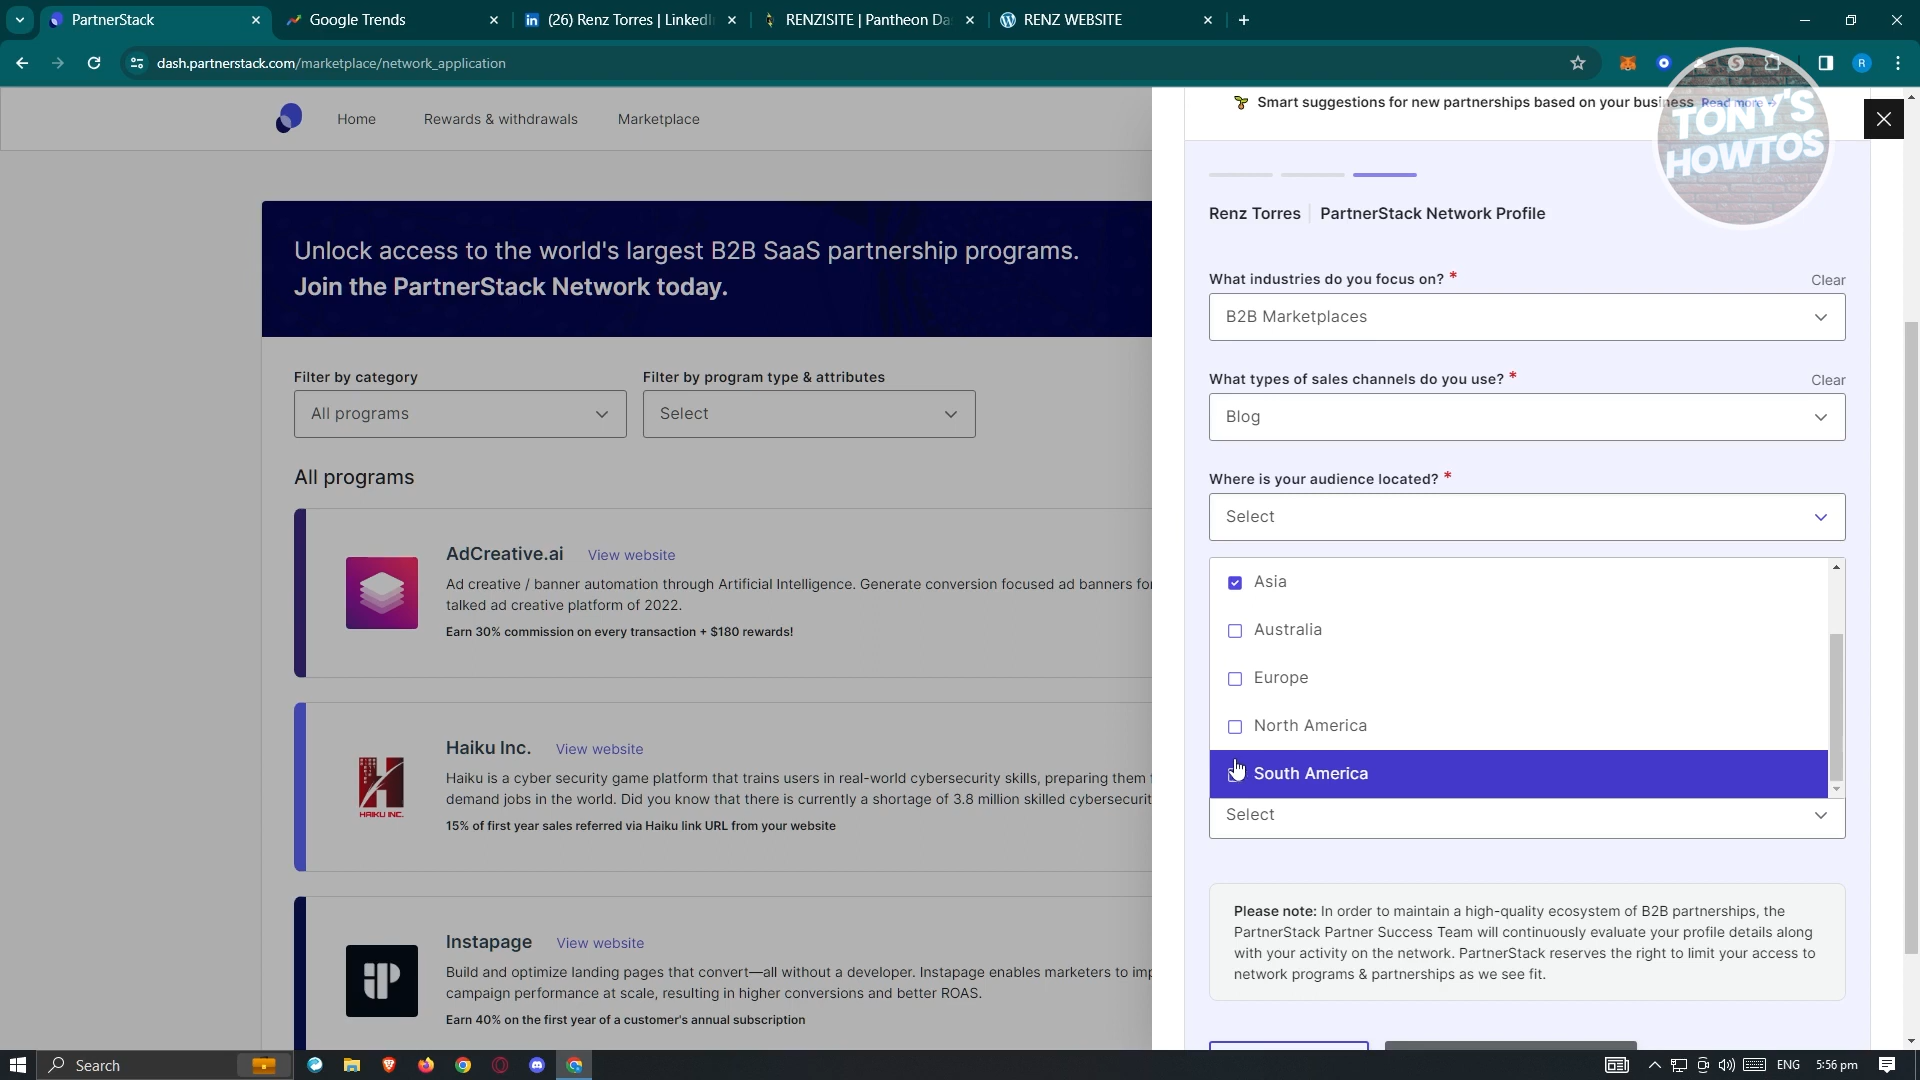 PartnerStack
Google Trends
(26) Renz Torres | LinkedI
RENZISITE | Pantheon Da
RENZ WEBSITE
dash.partnerstack.com/marketplace/network_application
R
Home
Rewards & withdrawals
Marketplace
Unlock access to the world's largest B2B SaaS partnership programs.
Join the PartnerStack Network today.
Filter by category
Filter by program type & attributes
All programs
Select
All programs
AdCreative.ai View website
Ad creative / banner automation through Artificial Intelligence. Generate conversion focused ad banners for
talked ad creative platform of 2022.
Earn 30% commission on every transaction + $180 rewards!
HAIKU INC.
Haiku Inc. View website
Haiku is a cyber security game platform that trains users in real-world cybersecurity skills, preparing them
demand jobs in the world. Did you know that there is currently a shortage of 3.8 million skilled cybersecurit
15% of first year sales referred via Haiku link URL from your website
Instapage View website
Build and optimize landing pages that convert—all without a developer. Instapage enables marketers to imp
campaign performance at scale, resulting in higher conversions and better ROAS.
Earn 40% on the first year of a customer's annual subscription
Smart suggestions for new partnerships based on your business Read more
TONY'S
HOWTOS
Renz Torres | PartnerStack Network Profile
What industries do you focus on? *
Clear
B2B Marketplaces
What types of sales channels do you use? *
Clear
Blog
Where is your audience located? *
Select
Asia
Australia
Europe
North America
South America
Select
Please note: In order to maintain a high-quality ecosystem of B2B partnerships, the
PartnerStack Partner Success Team will continuously evaluate your profile details along
with your activity on the network. PartnerStack reserves the right to limit your access to
network programs & partnerships as we see fit.
Search
ENG
5:56 pm